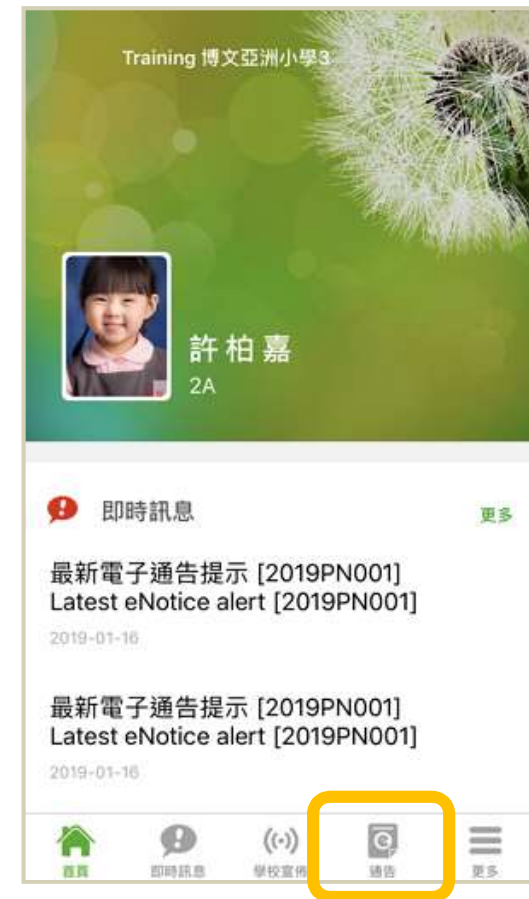 Training 博文亞洲小學3
許柏嘉
2A
即時訊息
更多
最新電子通告提示 [2019PN001]
Latest eNotice alert [2019PN001]
2019-01-16
最新電子通告提示 [2019PN001]
Latest eNotice alert [2019PN001]
2019-01-16
首頁
即時訊息
學校宣佈
通告
更多